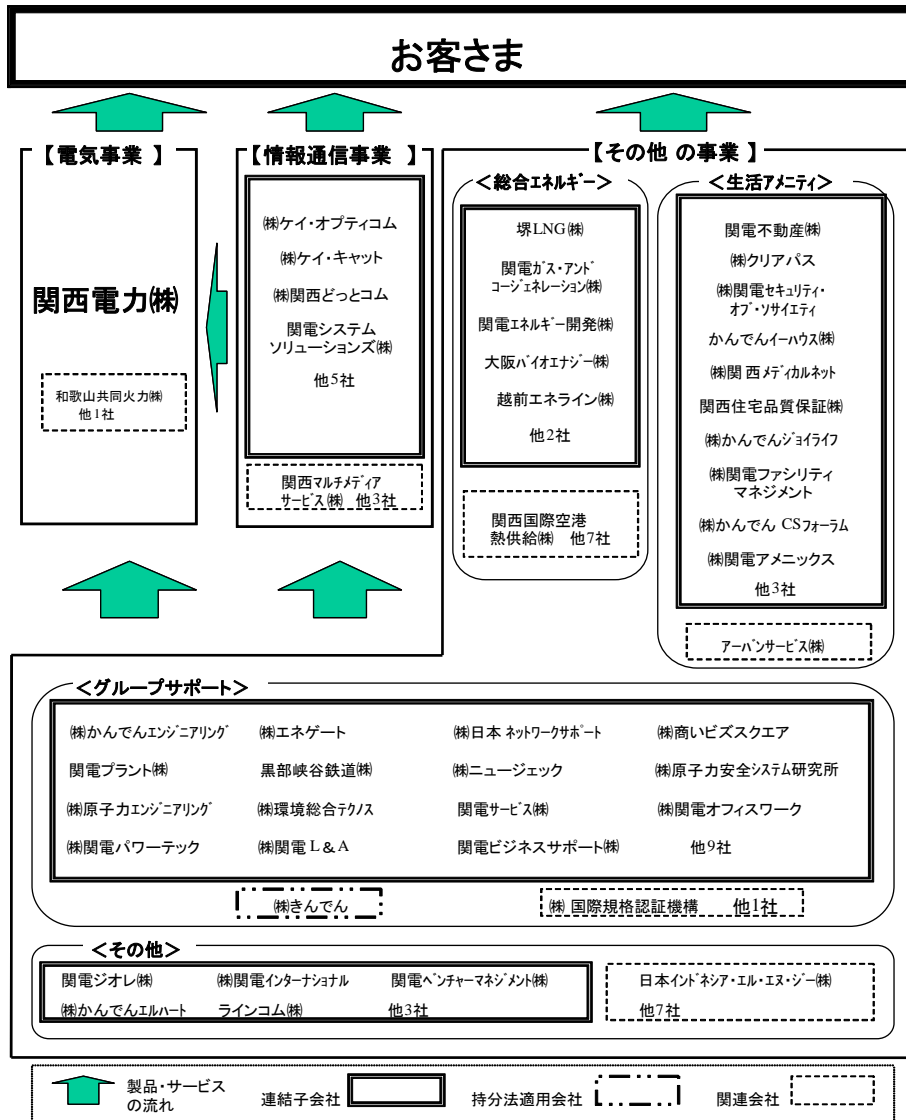 お客さま
【電気事業 】
関西電力㈱
和歌山共同火力㈱
他1社
【情報通信事業 】
㈱ケイ・オプティコム
㈱ケイ・キャット
㈱関西どっとコム
関電システム
ソリューションズ㈱
他5社
関西マルチメディア
サービス㈱ 他3社
【その他 の事業 】
＜総合エネルギー＞
堺LNG㈱
関電ガス・アンド
コージェネレーション㈱
関電エネルギー開発㈱
大阪バイオエナジー㈱
越前エネライン㈱
他2社
関西国際空港
熱供給㈱ 他7社
＜生活アメニティ＞
関電不動産㈱
㈱クリアパス
㈱関電セキュリティ・
オブ・ソサイエティ
かんでんイーハウス㈱
㈱関西メディカルネット
関西住宅品質保証㈱
㈱かんでんジョイライフ
㈱関電ファシリティ
マネジメント
㈱かんでん CSフォーラム
㈱関電アメニックス
他3社
アーバンサービス㈱
＜グループサポート＞
㈱かんでんエンジニアリング ㈱エネゲート ㈱日本 ネットワークサポート ㈱商いビズスクエア
関電プラント㈱ 黒部峡谷鉄道㈱ ㈱ニュージェック ㈱原子力安全システム研究所
㈱原子力エンジニアリング ㈱環境総合テクノス 関電サービス㈱ ㈱関電オフィスワーク
㈱関電パワーテック ㈱関電Ｌ＆Ａ 関電ビジネスサポート㈱ 他9社
㈱きんでん ㈱ 国際規格認証機構 他1社
＜その他＞
関電ジオレ㈱ ㈱関電インターナショナル 関電ベンチャーマネジメント㈱ 日本インドネシア・エル・エヌ・ジー㈱
㈱かんでんエルハート ラインコム㈱ 他3社 他7社
製品・サービス
の流れ 連結子会社 持分法適用会社 関連会社